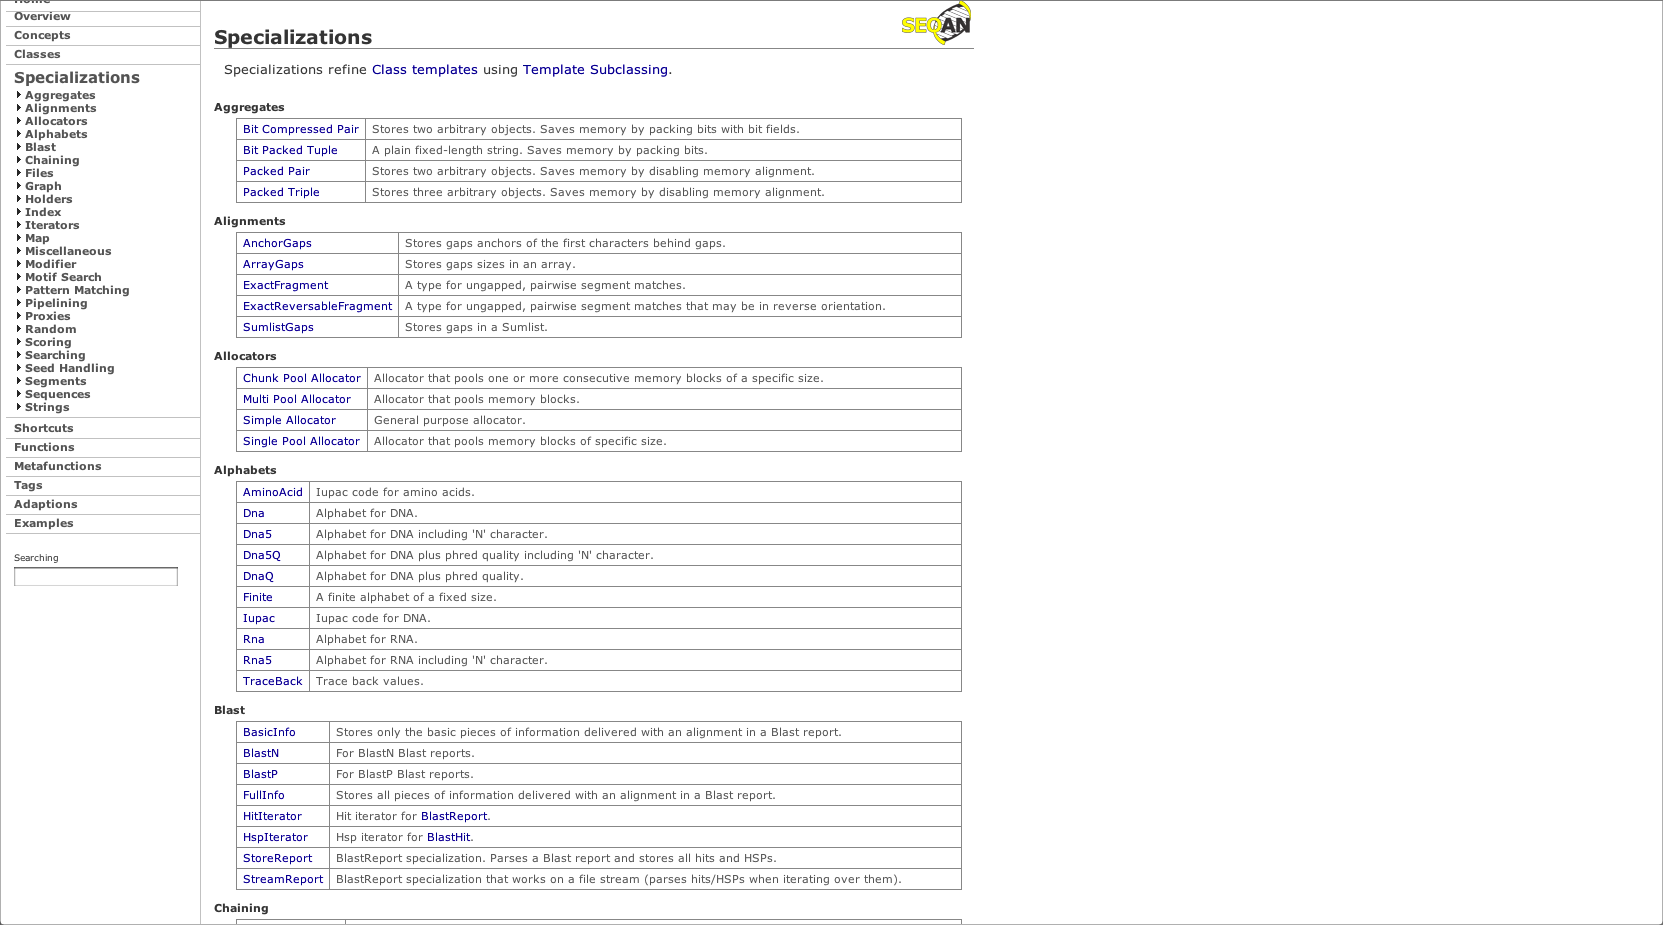 Home
Overview
Concepts
Classes
Specializations
Aggregates
Alignments
Allocators
Alphabets
Blast
Chaining
Files
Graph
Holders
Index
Iterators
Map
Miscellaneous
Modifier
Motif Search
Pattern Matching
Pipelining
Proxies
Random
Scoring
Searching
Seed Handling
Segments
Sequences
Strings
Shortcuts
Functions
Metafunctions
Tags
Adaptions
Examples
Searching
Specializations
SEQAN
Specializations refine Class templates using Template Subclassing.
Aggregates
Bit Compressed Pair Stores two arbitrary objects. Saves memory by packing bits with bit fields.
Bit Packed Tuple A plain fixed-length string. Saves memory by packing bits.
Packed Pair Stores two arbitrary objects. Saves memory by disabling memory alignment.
Packed Triple Stores three arbitrary objects. Saves memory by disabling memory alignment.
Alignments
AnchorGaps Stores gaps anchors of the first characters behind gaps.
ArrayGaps Stores gaps sizes in an array.
ExactFragment A type for ungapped, pairwise segment matches.
ExactReversableFragment A type for ungapped, pairwise segment matches that may be in reverse orientation.
SumlistGaps Stores gaps in a Sumlist.
Allocators
Chunk Pool Allocator Allocator that pools one or more consecutive memory blocks of a specific size.
Multi Pool Allocator Allocator that pools memory blocks.
Simple Allocator General purpose allocator.
Single Pool Allocator Allocator that pools memory blocks of specific size.
Alphabets
AminoAcid Iupac code for amino acids.
Dna Alphabet for DNA.
Dna5 Alphabet for DNA including 'N' character.
Dna5Q Alphabet for DNA plus phred quality including 'N' character.
DnaQ Alphabet for DNA plus phred quality.
Finite A finite alphabet of a fixed size.
Iupac Iupac code for DNA.
Rna Alphabet for RNA.
Rna5 Alphabet for RNA including 'N' character.
TraceBack Trace back values.
Blast
BasicInfo Stores only the basic pieces of information delivered with an alignment in a Blast report.
BlastN For BlastN Blast reports.
BlastP For BlastP Blast reports.
FullInfo Stores all pieces of information delivered with an alignment in a Blast report.
HitIterator Hit iterator for BlastReport.
HspIterator Hsp iterator for BlastHit.
StoreReport BlastReport specialization. Parses a Blast report and stores all hits and HSPs.
StreamReport BlastReport specialization that works on a file stream (parses hits/HSPs when iterating over them).
Chaining